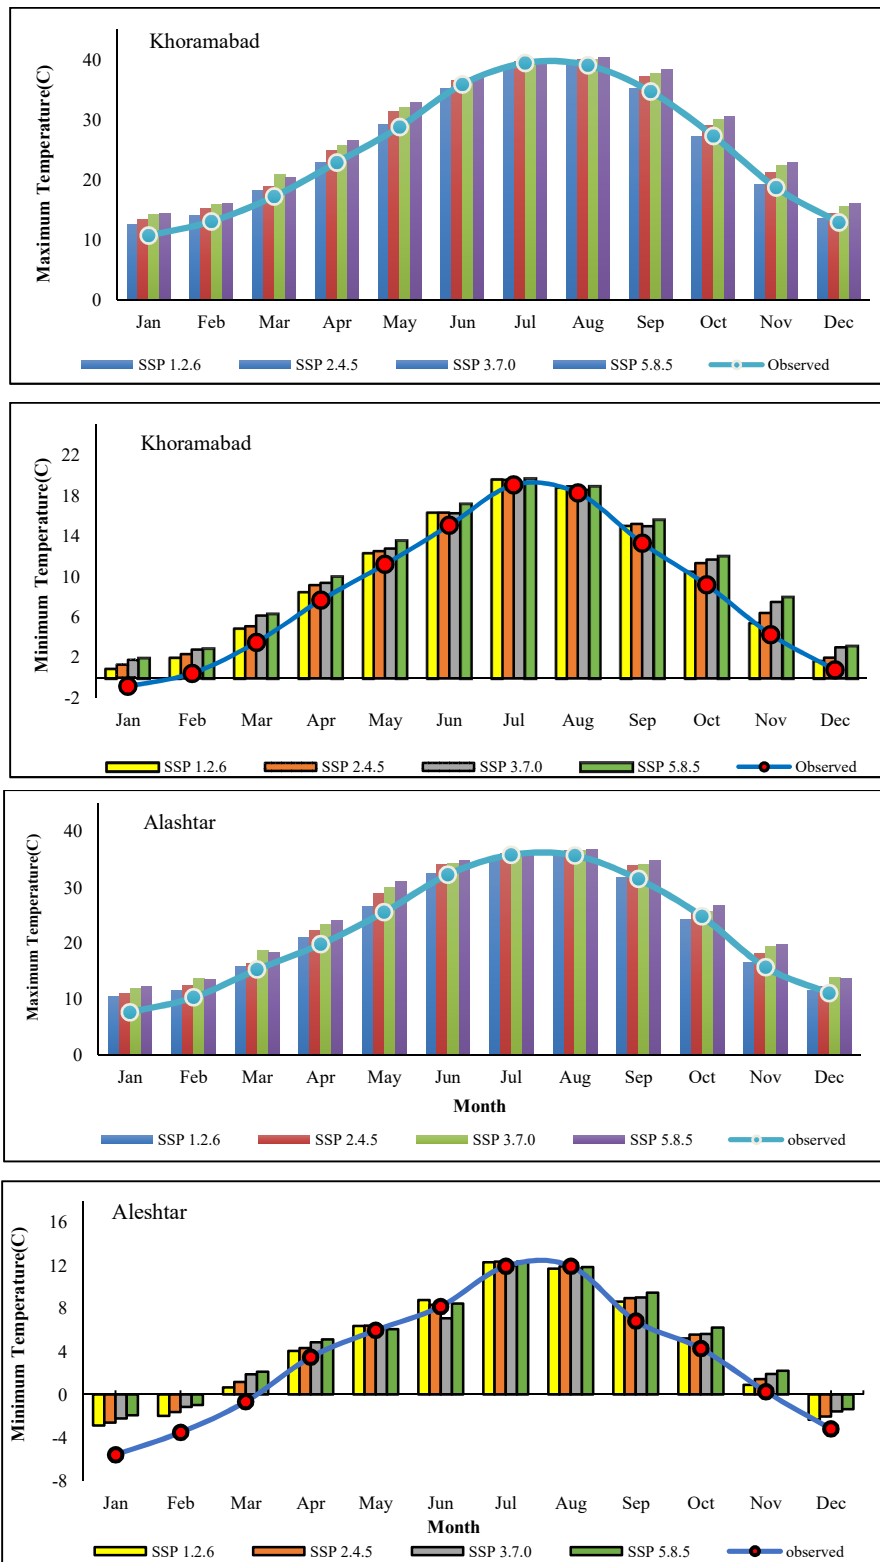 Khoramabad
Maximum Temperature(C)
40
30
20
10
0
Jan Feb Mar Apr May Jun Jul Aug Sep Oct Nov Dec
SSP 1.2.6 SSP 2.4.5 SSP 3.7.0 SSP 5.8.5 Observed
Khoramabad
Minimum Temperature(C)
22
18
14
10
6
2
-2
Jan Feb Mar Apr May Jun Jul Aug Sep Oct Nov Dec
SSP 1.2.6 SSP 2.4.5 SSP 3.7.0 SSP 5.8.5 Observed
Alashtar
Maximum Temperature(C)
40
30
20
10
0
Jan Feb Mar Apr May Jun Jul Aug Sep Oct Nov Dec
Month
SSP 1.2.6 SSP 2.4.5 SSP 3.7.0 SSP 5.8.5 observed
Aleshtar
Minimum Temperature(C)
16
12
8
4
0
-4
-8
Jan Feb Mar Apr May Jun Jul Aug Sep Oct Nov Dec
Month
SSP 1.2.6 SSP 2.4.5 SSP 3.7.0 SSP 5.8.5 observed